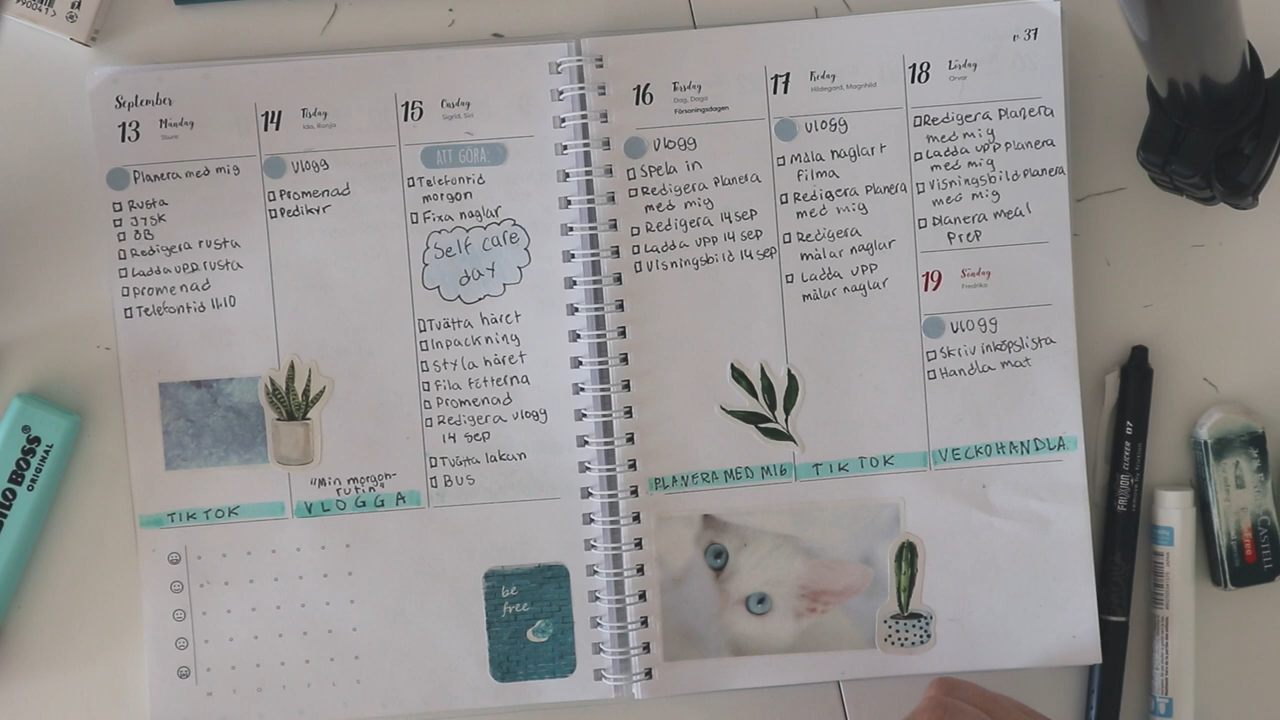 990041>
September
13 Måndag
Sture
Planera med mig
Rusta
JYSK
ÖB
Redigera rusta
Ladda upp rusta
promenad
Telefontid 11.10
TIKTOK
14 Tisdag
Ida, Ronja
Vlogg
Promenad
Pedikyr
"Min morgon-
rutin"
VLOGGA
15 Onsdag
Sigrid, Siri
ATT GÖRA:
Telefontid
morgon
Fixa naglar
Self care
day
Tvätta håret
Inpackning
Styla håret
Fila fötterna
Promenad
Redigera vlogg
14 sep
Tvätta lakan
BUS
M T O T F L S
be
free
v 37
16 Torsdag
Dag, Daga
Försoningsdagen
Vlogg
Spela in
Redigera Planera
med mig
Redigera 14 sep
Ladda upp 14 sep
Visningsbild 14 sep
PLANERA MED MIG
17 Fredag
Hildegard, Magnhild
Vlogg
Måla naglar +
filma
Redigera Planera
med mig
Redigera
målar naglar
Ladda upp
målar naglar
TIKTOK
18 Lördag
Orvar
Redigera Planera
med mig
Ladda upp Planera
med mig
Visningsbild Planera
med mig
Planera meal
prep
19 Söndag
Fredrika
Vlogg
Skriv inköpslista
Handla mat
VECKOHANDLA
BOSS®
ORIGINAL
FRIXION CLICKER 07
CASTELL